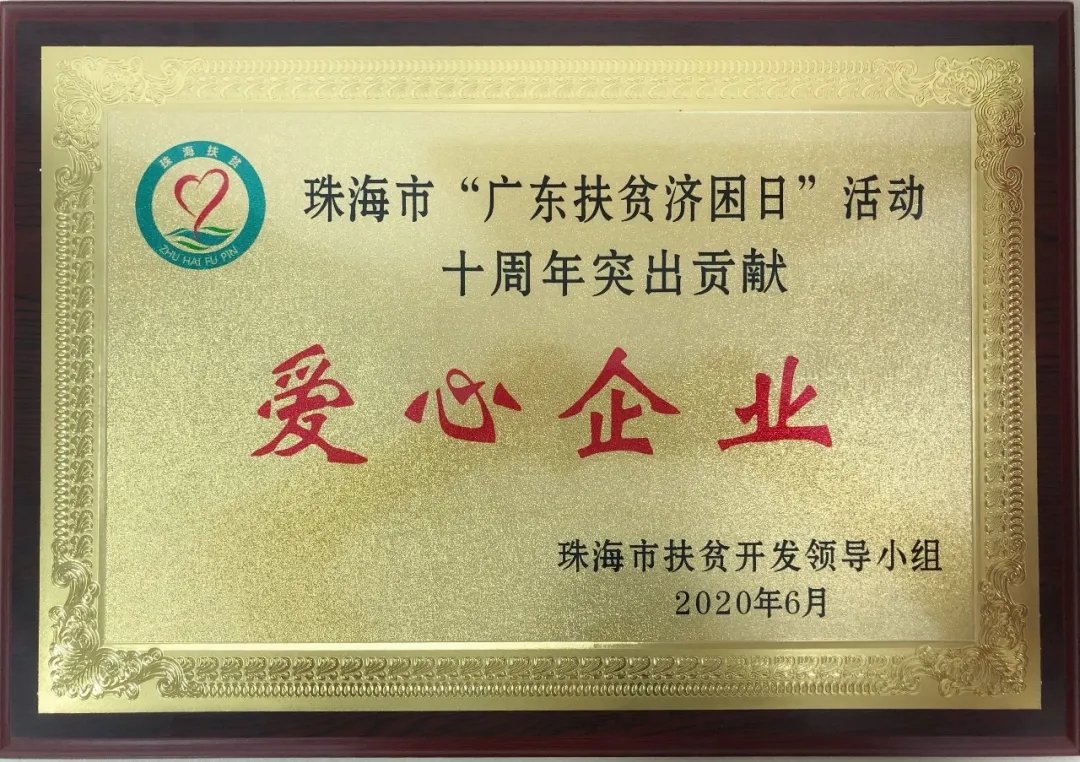 珠海扶贫
ZHU HAI FU PIN
珠海市“广东扶贫济困日”活动
十周年突出贡献
爱心企业
珠海市扶贫开发领导小组
2020年6月